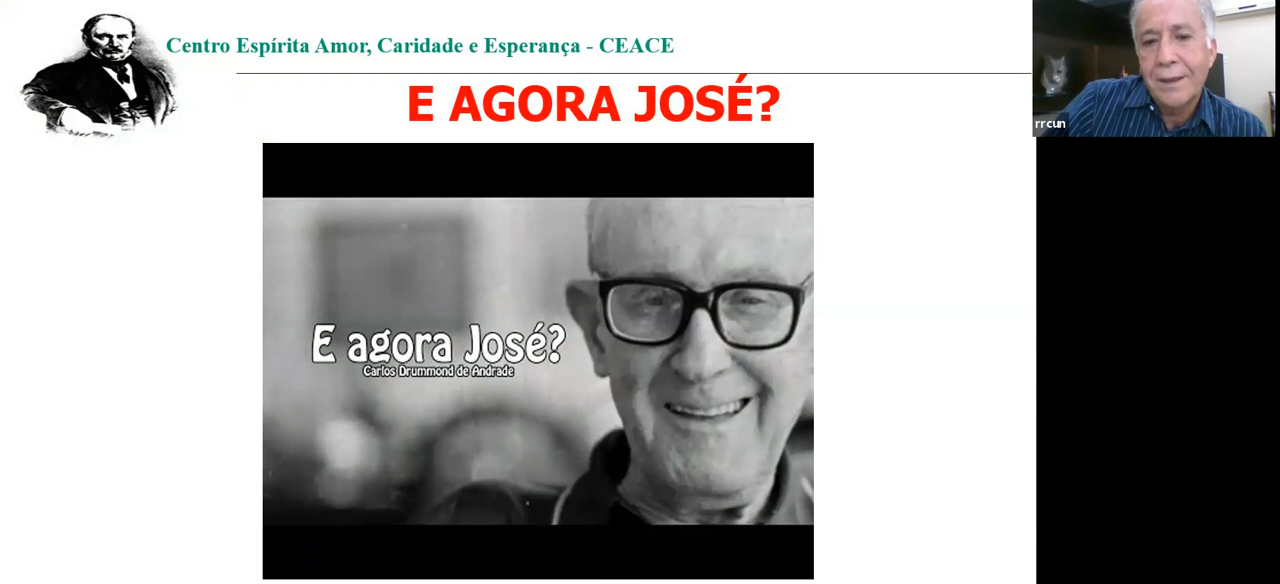 Centro Espírita Amor, Caridade e Esperança - CEACE
E AGORA JOSÉ?
rrcun
E agora José?
Carlos Drummond de Andrade